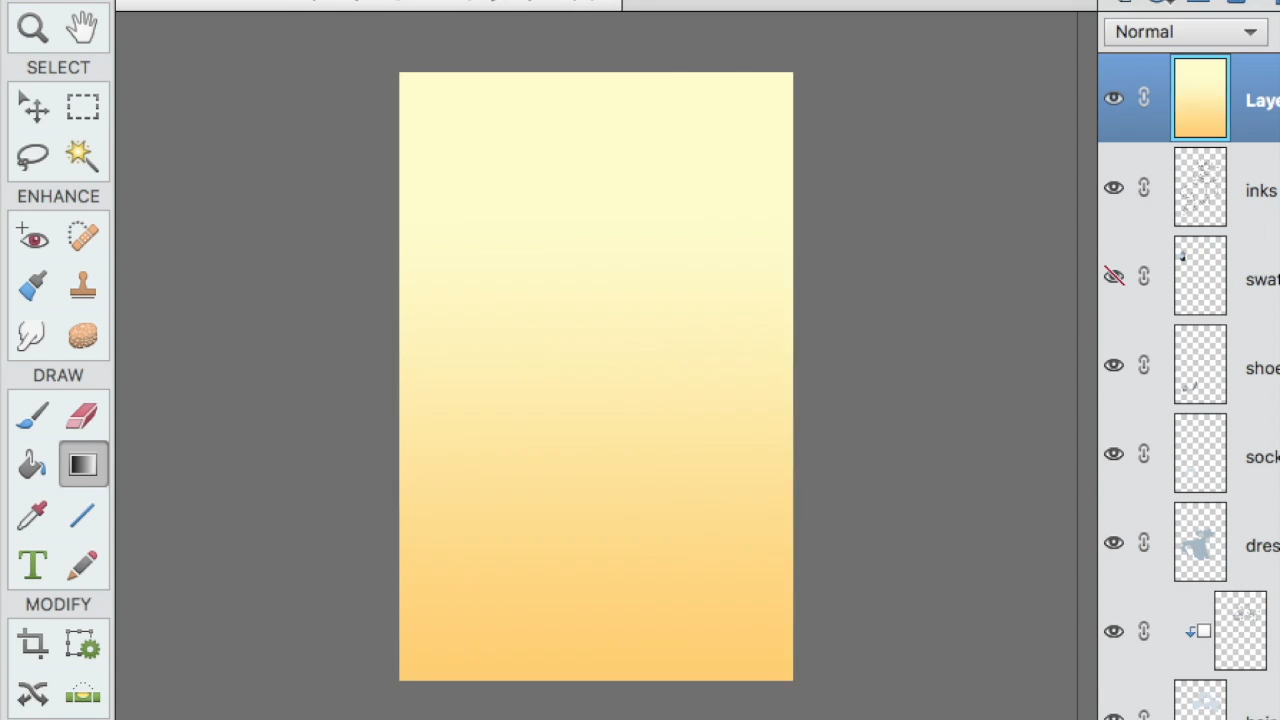 SELECT
ENHANCE
DRAW
T
MODIFY
Normal
Laye
inks
swat
shoe
sock
dres